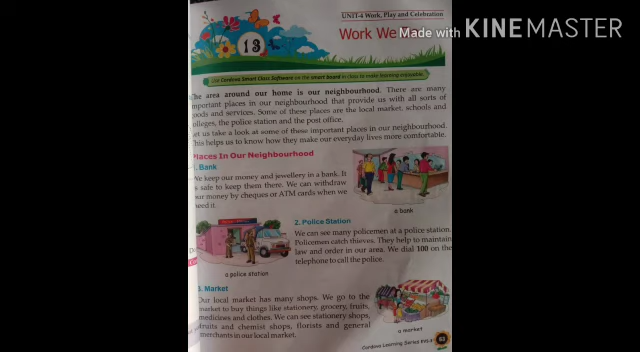 Made with KINEMASTER
UNIT-4 Work, Play and Celebration
13
Work We
Use Cordova Smart Class Software on the smart board in class to make learning enjoyable.
The area around our home is our neighbourhood. There are many
important places in our neighbourhood that provide us with all sorts of
goods and services. Some of these places are the local market, schools and
colleges, the police station and the post office.
Let us take a look at some of these important places in our neighbourhood.
This helps us to know how they make our everyday lives more comfortable.
Places In Our Neighbourhood
1. Bank
We keep our money and jewellery in a bank. It
is safe to keep them there. We can withdraw
our money by cheques or ATM cards when we
need it.
a bank
2. Police Station
We can see many policemen at a police station.
Policemen catch thieves. They help to maintain
law and order in our area. We dial 100 on the
telephone to call the police.
a police station
3. Market
Our local market has many shops. We go to the
market to buy things like stationery, grocery, fruits,
medicines and clothes. We can see stationery shops,
fruits and chemist shops, florists and general
merchants in our local market.
a market
Cordova Learning Series
63